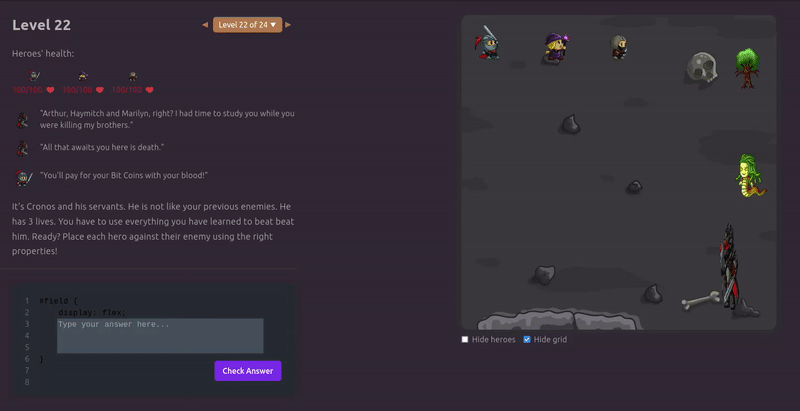 Level 22
◀ Level 22 of 24 ▼ ▶
Heroes' health:
100/100 100/100 100/100
"Arthur, Haymitch and Marilyn, right? I had time to study you while you
were killing my brothers."
"All that awaits you here is death."
"You'll pay for your Bit Coins with your blood!"
It's Cronos and his servants. He is not like your previous enemies. He
has 3 lives. You have to use everything you have learned to beat beat
him. Ready? Place each hero against their enemy using the right
properties!
1 #field {
2 display: flex;
3 Type your answer here...
4
5
6 }
7
8
Check Answer
Hide heroes Hide grid